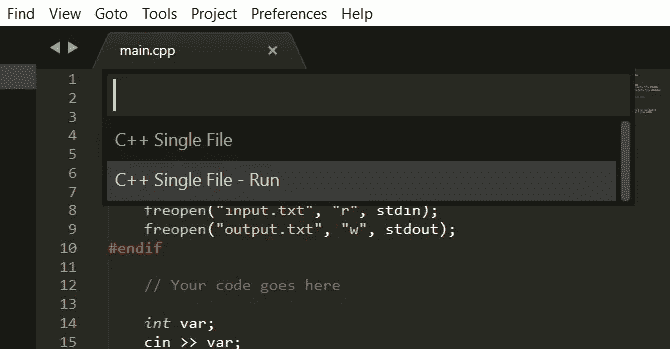 Find View Goto Tools Project Preferences Help
main.cpp ×
1
2
3
4 C++ Single File
5
6 C++ Single File - Run
7
8 freopen("input.txt", "r", stdin);
9 freopen("output.txt", "w", stdout);
10 #endif
11
12 // Your code goes here
13
14 int var;
15 cin >> var;